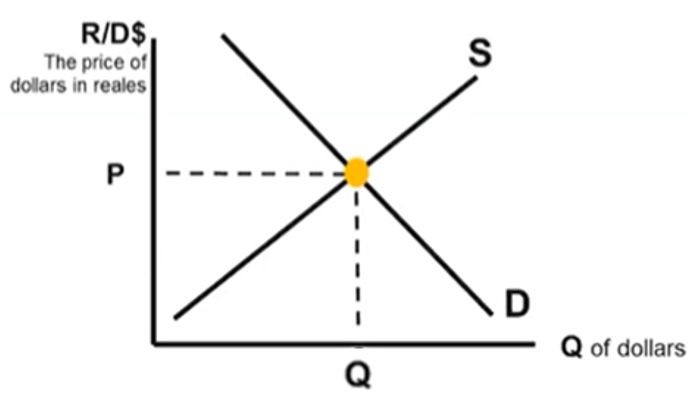 R/D$
The price of
dollars in reales
S
P
D
Q of dollars
Q